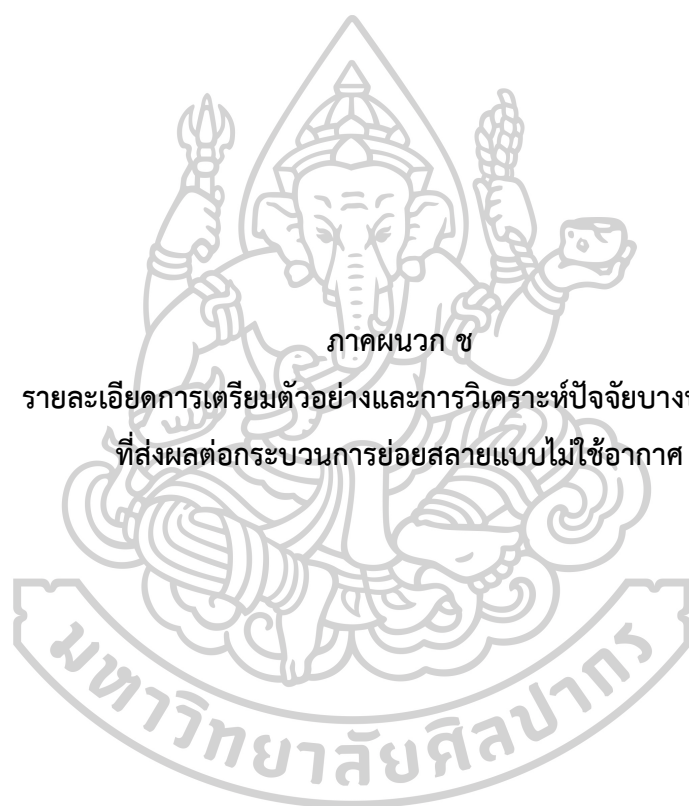 ภาคผนวก ช
รายละเอียดการเตรียมตัวอย่างและการวิเคราะห์ปัจจัย
ที่ส่งผลต่อกระบวนการย่อยสลายแบบไม่ใช้อากาศ
มหาวิทยาลัยศิลปากร